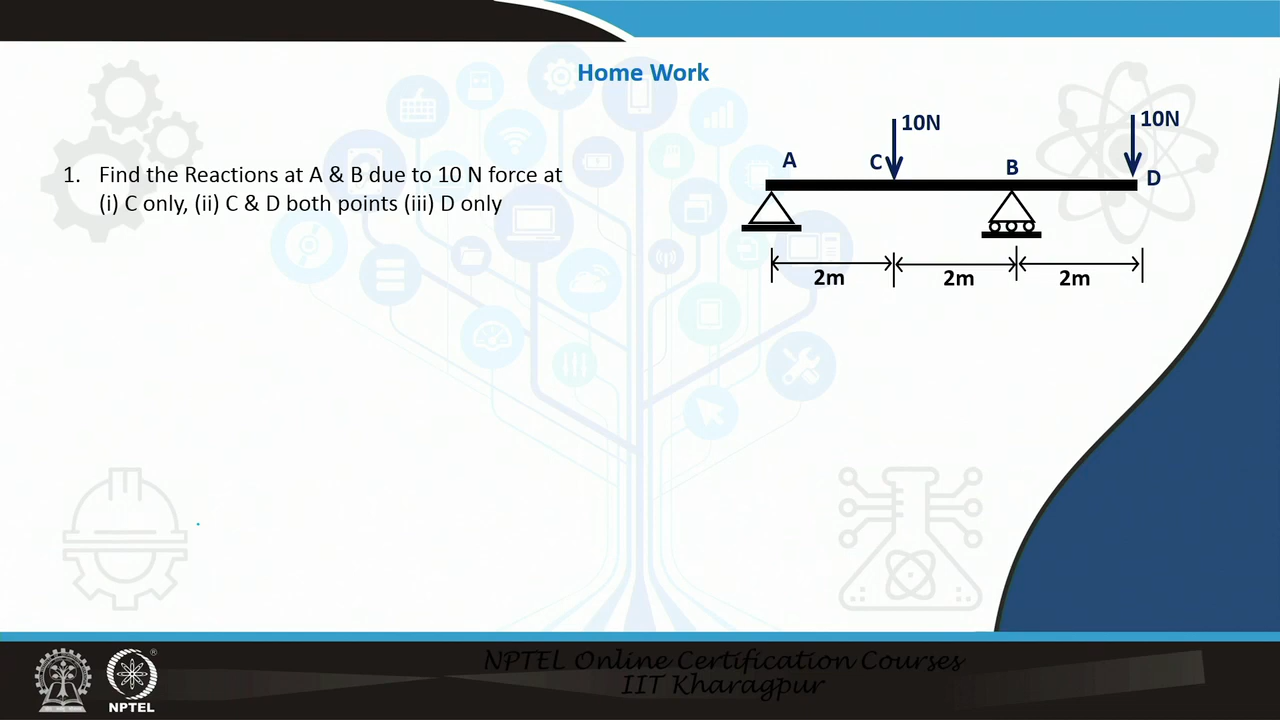 Home Work
1. Find the Reactions at A & B due to 10 N force at
(i) C only, (ii) C & D both points (iii) D only
10N
10N
A
C
B
D
2m
2m
2m
NPTEL Online Certification Courses
IIT Kharagpur
®
NPTEL